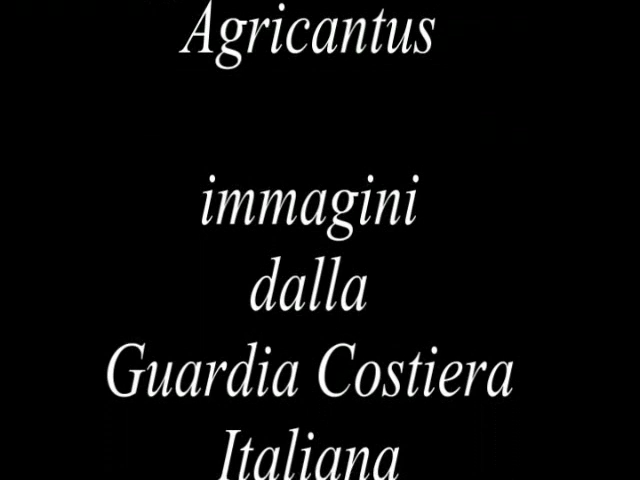 Agricantus
immagini
dalla
Guardia Costiera
Italiana